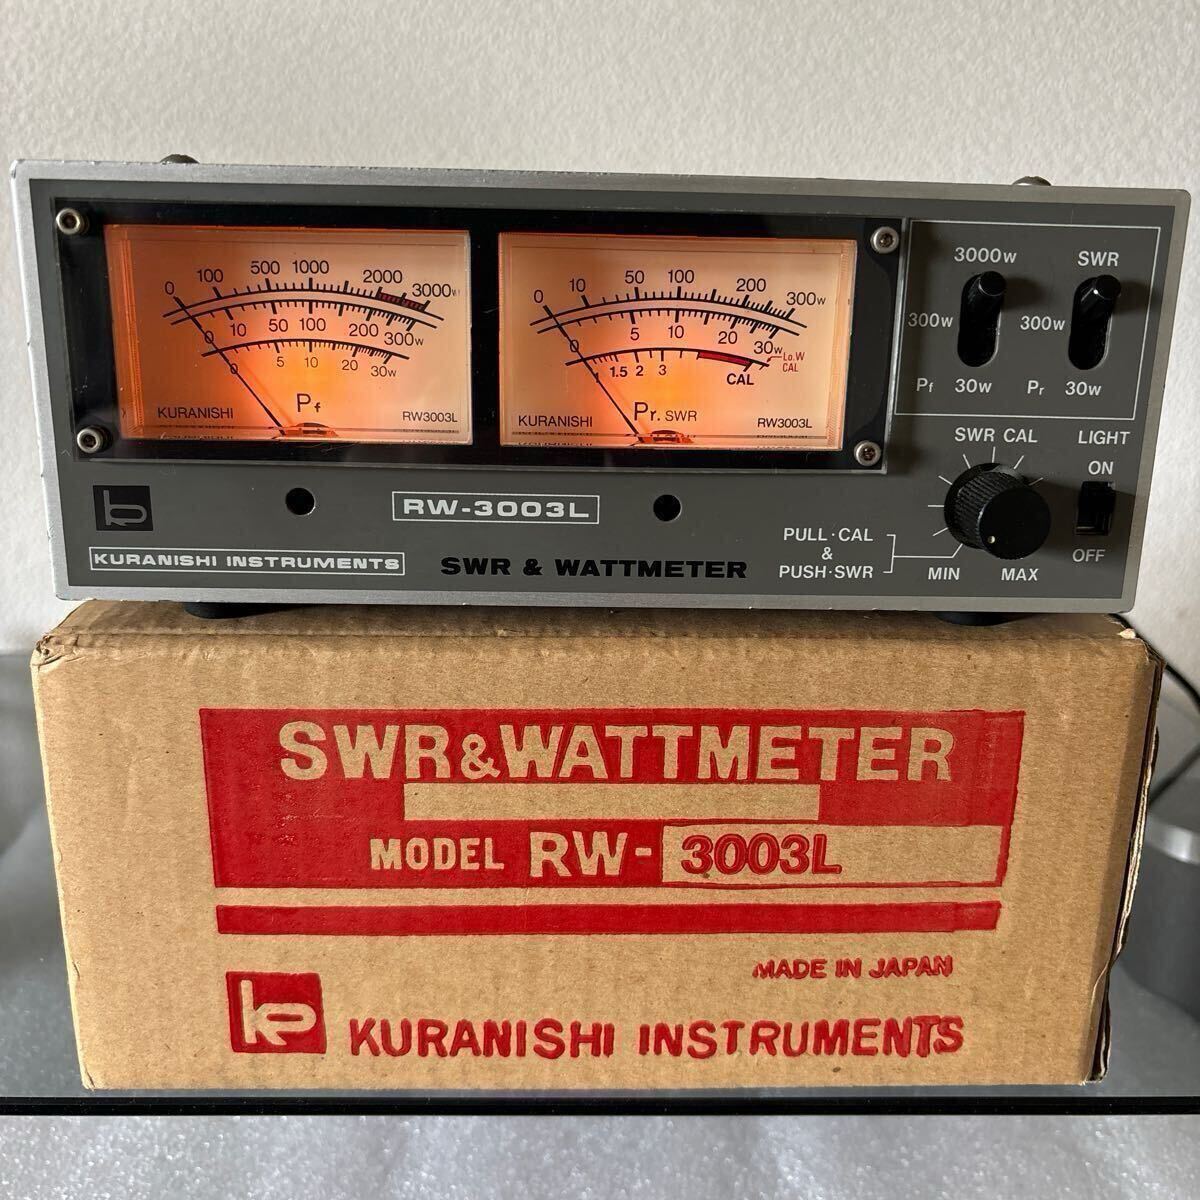 0 100 500 1000 2000 3000w
0 10 50 100 200 300w
0 5 10 20 30w
Pf
KURANISHI
RW3003L
0 10 50 100 200 300w
0 5 10 20 30w
1 1.5 2 3
CAL
Lo.W
CAL
Pr. SWR
KURANISHI
RW3003L
3000w
300w
Pf 30w
SWR
300w
Pr 30w
SWR CAL
LIGHT
ON
OFF
PULL·CAL
&
PUSH·SWR
MIN MAX
RW-3003L
KURANISHI INSTRUMENTS
SWR & WATTMETER
SWR&WATTMETER
MODEL RW-3003L
MADE IN JAPAN
KURANISHI INSTRUMENTS